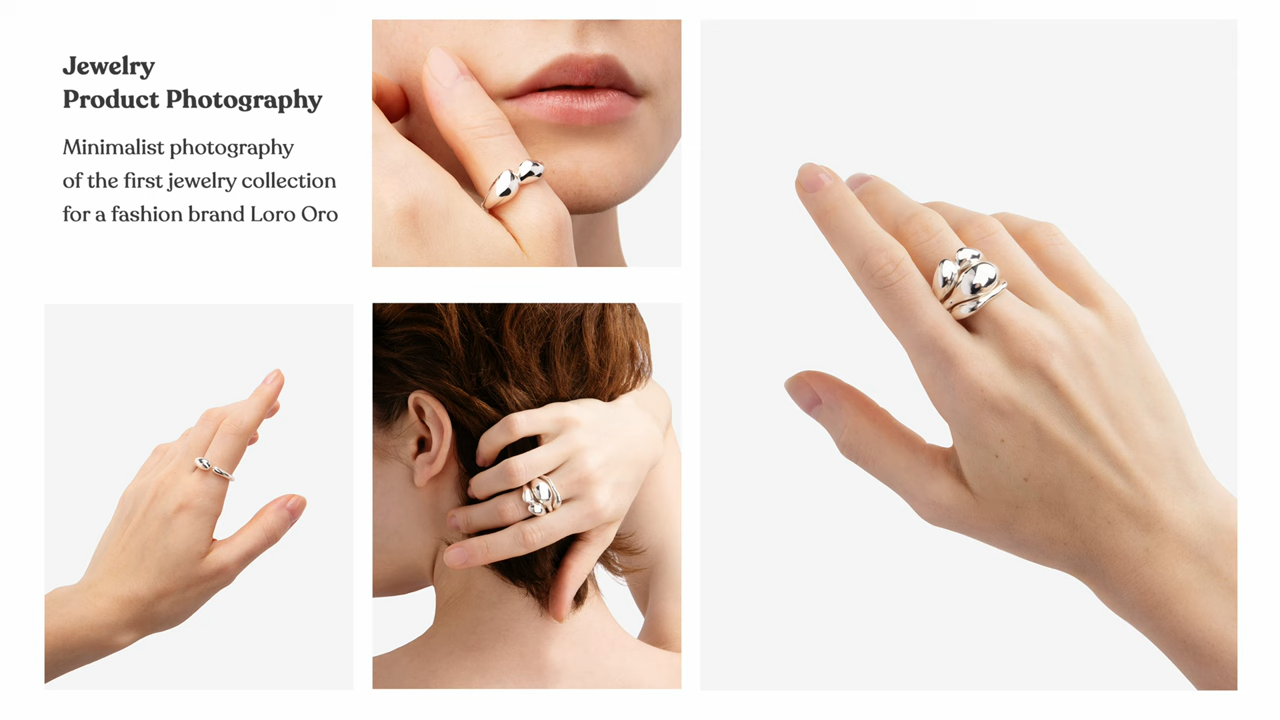 Jewelry
Product Photography
Minimalist photography
of the first jewelry collection
for a fashion brand Loro Oro